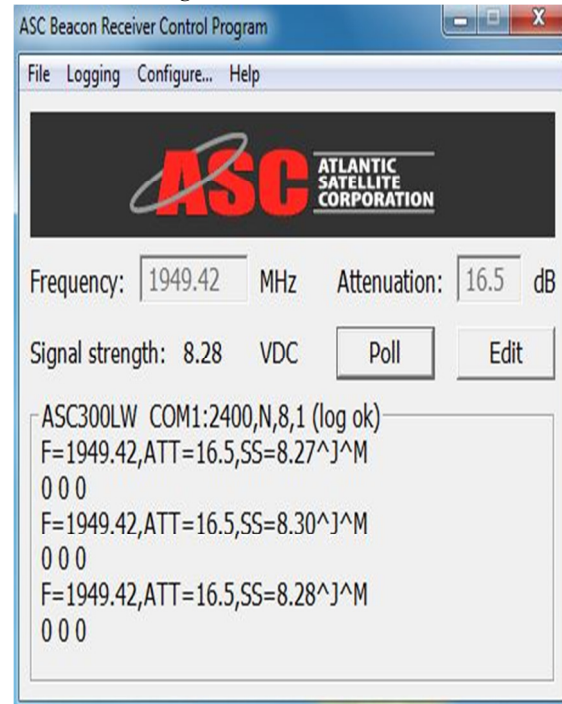 ASC Beacon Receiver Control Program
File Logging Configure... Help
ASC ATLANTIC
SATELLITE
CORPORATION
Frequency: 1949.42 MHz Attenuation: 16.5 dB
Signal strength: 8.28 VDC Poll Edit
ASC300LW COM1:2400,N,8,1 (log ok)
F=1949.42,ATT=16.5,SS=8.27^J^M
0 0 0
F=1949.42,ATT=16.5,SS=8.30^J^M
0 0 0
F=1949.42,ATT=16.5,SS=8.28^J^M
0 0 0